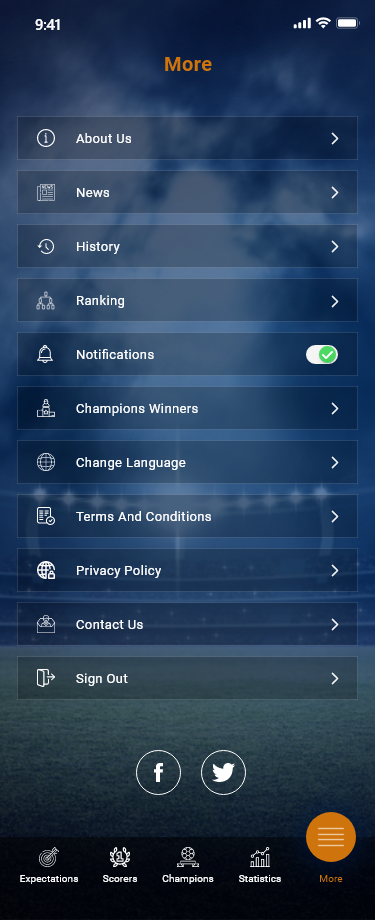 9:41
More
About Us
News
History
Ranking
Notifications
Champions Winners
Change Language
Terms And Conditions
Privacy Policy
Contact Us
Sign Out
Expectations
Scorers
Champions
Statistics
More